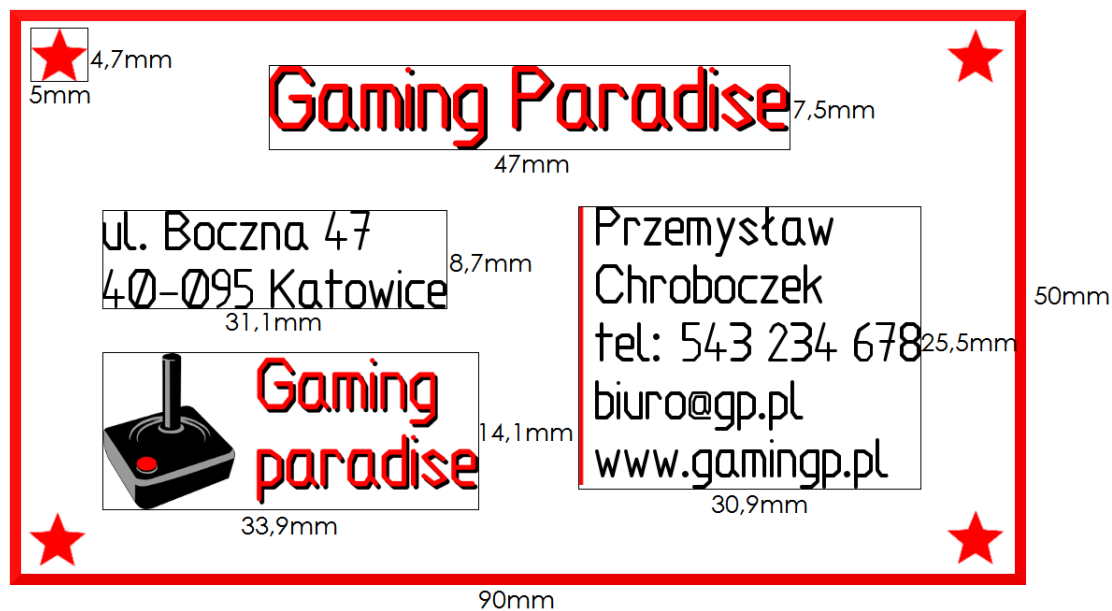 4,7mm
5mm
Gaming Paradise
7,5mm
47mm
ul. Boczna 47
40-095 Katowice
8,7mm
31,1mm
Przemysław
Chroboczek
tel: 543 234 678
biuro@gp.pl
www.gamingp.pl
25,5mm
30,9mm
50mm
Gaming
paradise
14,1mm
33,9mm
90mm